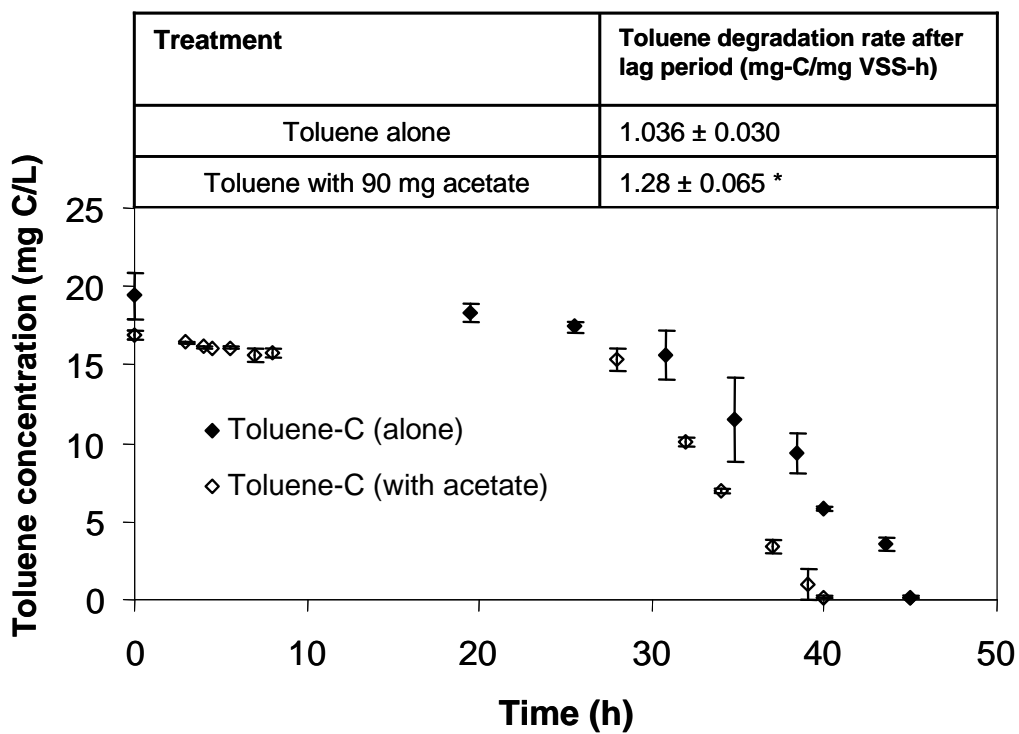 Treatment
Toluene degradation rate after
lag period (mg-C/mg VSS-h)
Toluene alone
1.036 ± 0.030
Toluene with 90 mg acetate
1.28 ± 0.065 *
Toluene concentration (mg C/L)
25
20
15
10
5
0
Toluene-C (alone)
Toluene-C (with acetate)
0 10 20 30 40 50
Time (h)